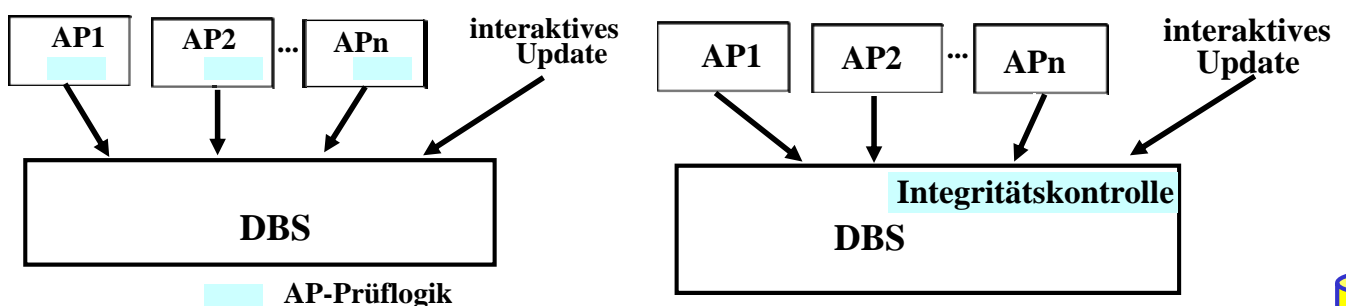 AP1 AP2 ... APn interaktives
Update
DBS
AP-Prüflogik
AP1 AP2 ... APn interaktives
Update
Integritätskontrolle
DBS